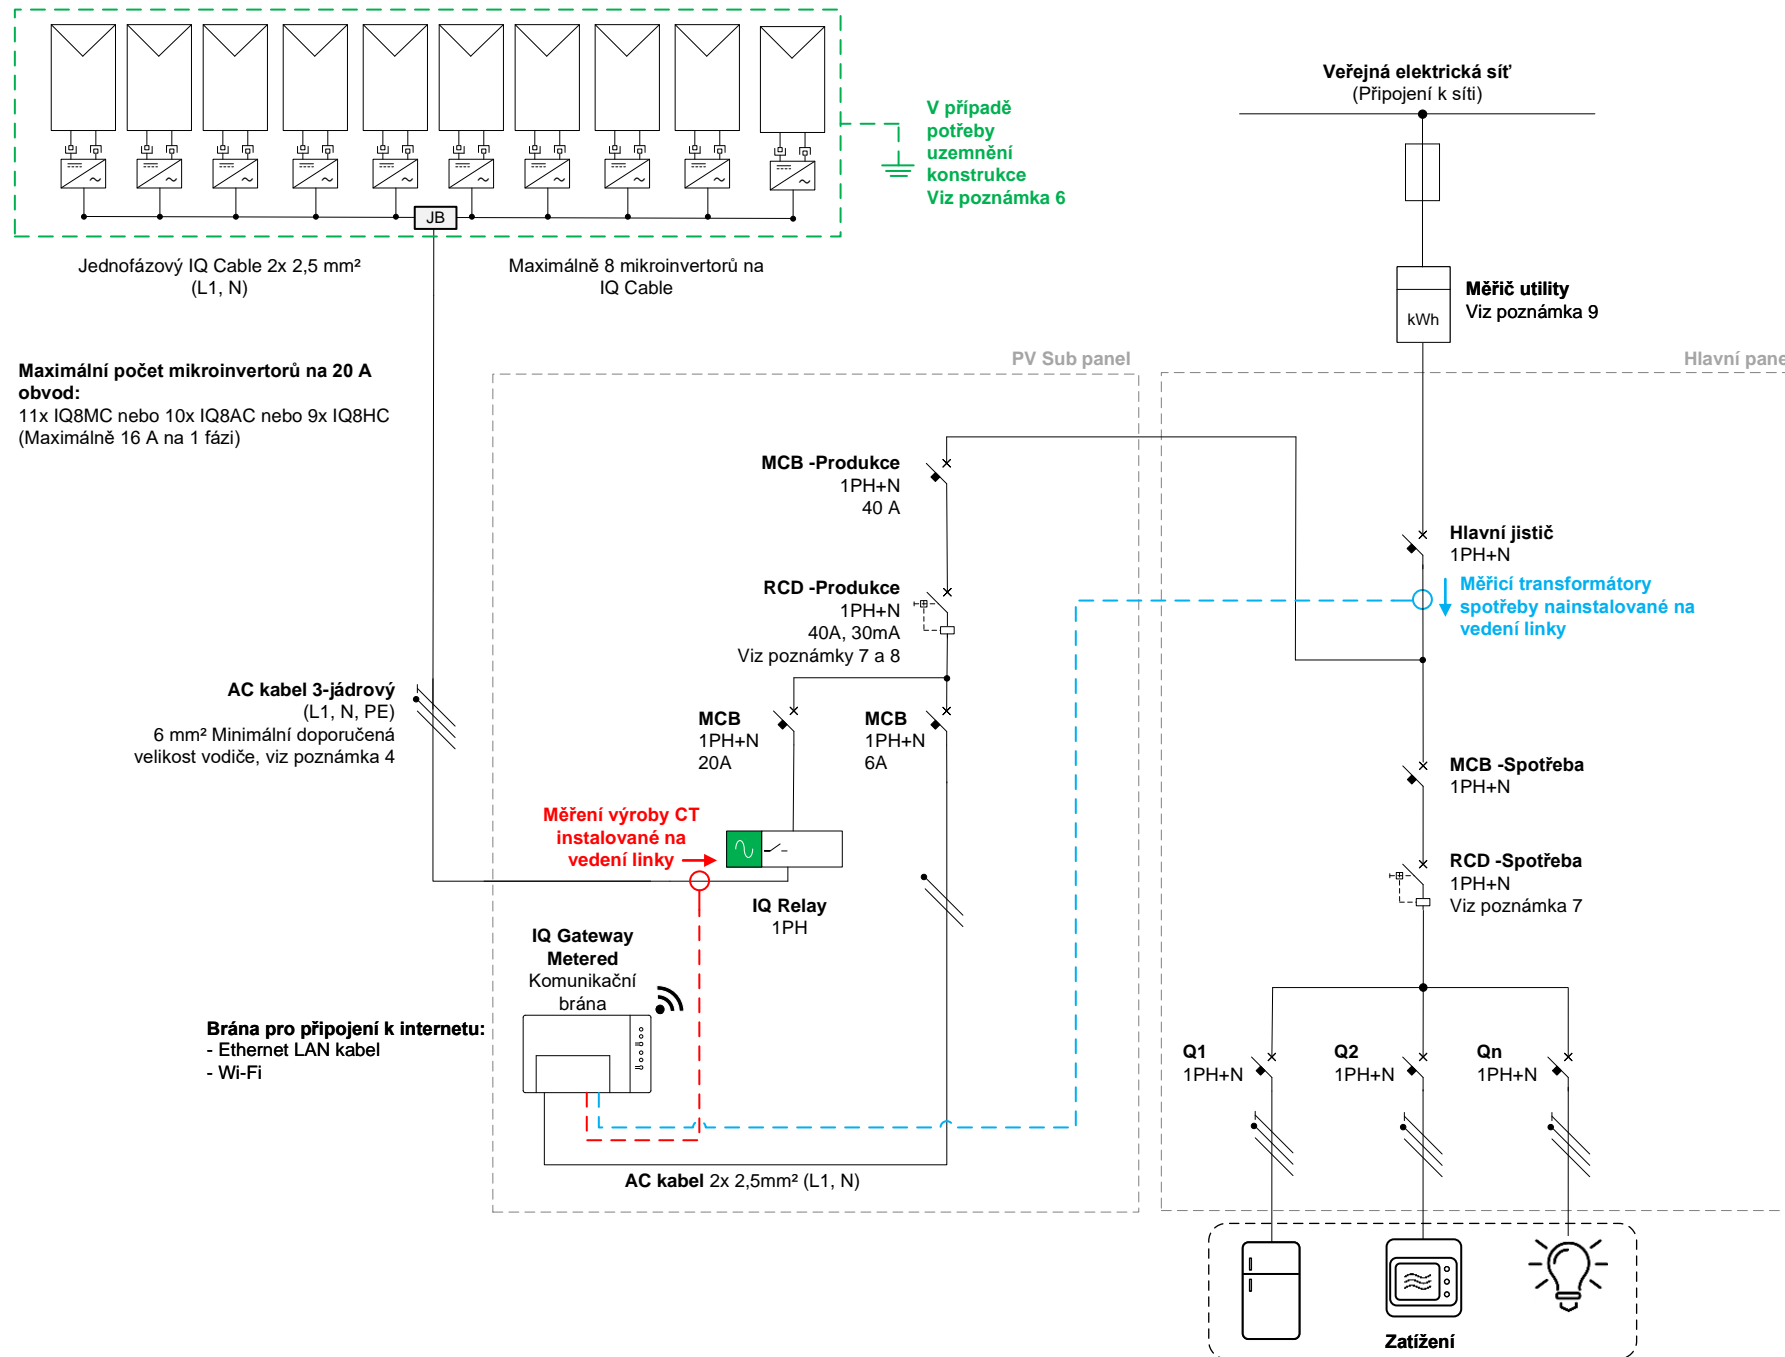 Veřejná elektrická síť
(Připojení k síti)
V případě
potřeby
uzemnění
konstrukce
Viz poznámka 6
JB
Jednofázový IQ Cable 2x 2,5 mm²
(L1, N)
Maximálně 8 mikroinvertorů na
IQ Cable
Měřič utility
Viz poznámka 9
kWh
Maximální počet mikroinvertorů na 20 A
obvod:
11x IQ8MC nebo 10x IQ8AC nebo 9x IQ8HC
(Maximálně 16 A na 1 fázi)
PV Sub panel
Hlavní pane
MCB -Produkce
1PH+N
40 A
Hlavní jistič
1PH+N
RCD -Produkce
1PH+N
40A, 30mA
Viz poznámky 7 a 8
Měřicí transformátory
spotřeby nainstalované na
vedení linky
AC kabel 3-jádrový
(L1, N, PE)
6 mm² Minimální doporučená
velikost vodiče, viz poznámka 4
MCB
1PH+N
20A
MCB
1PH+N
6A
MCB -Spotřeba
1PH+N
Měření výroby CT
instalované na
vedení linky
IQ Relay
1PH
RCD -Spotřeba
1PH+N
Viz poznámka 7
IQ Gateway
Metered
Komunikační
brána
Brána pro připojení k internetu:
- Ethernet LAN kabel
- Wi-Fi
Q1
1PH+N
Q2
1PH+N
Qn
1PH+N
AC kabel 2x 2,5mm² (L1, N)
Zatížení